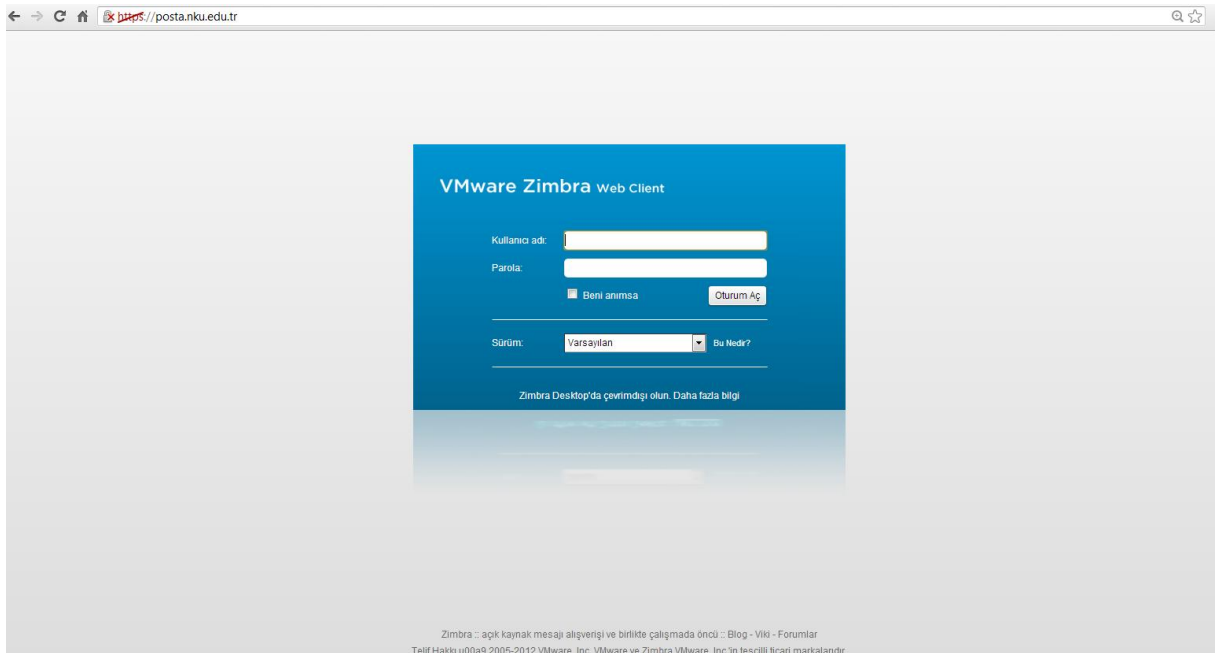 https://posta.nku.edu.tr
VMware Zimbra Web Client
Kullanıcı adı:
Parola:
Beni anımsa Oturum Aç
Sürüm: Varsayılan Bu Nedir?
Zimbra Desktop'da çevrimdışı olun. Daha fazla bilgi
Zimbra :: açık kaynak mesajı alışverişi ve birlikte çalışmada öncü :: Blog - Viki - Forumlar
Telif Hakkı u00a9 2005-2012 VMware, Inc. VMware ve Zimbra VMware, Inc.'in tescilli ticari markalarıdır.